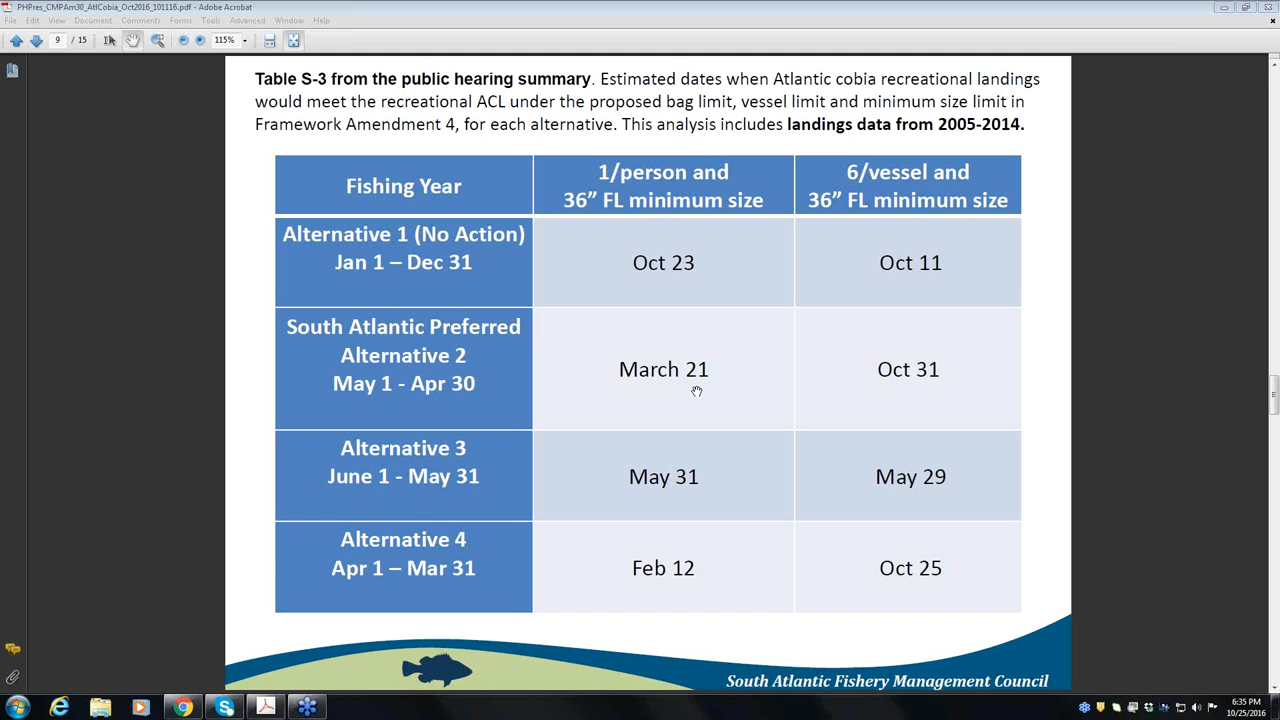 PHPres_CMPAm30_AtlCobia_Oct2016_101116.pdf - Adobe Acrobat
File Edit View Document Comments Forms Tools Advanced Window Help
9 / 15 115%
Table S-3 from the public hearing summary. Estimated dates when Atlantic cobia recreational landings
would meet the recreational ACL under the proposed bag limit, vessel limit and minimum size limit in
Framework Amendment 4, for each alternative. This analysis includes landings data from 2005-2014.
Fishing Year
1/person and
36” FL minimum size
6/vessel and
36” FL minimum size
Alternative 1 (No Action)
Jan 1 – Dec 31
Oct 23
Oct 11
South Atlantic Preferred
Alternative 2
May 1 - Apr 30
March 21
Oct 31
Alternative 3
June 1 - May 31
May 31
May 29
Alternative 4
Apr 1 – Mar 31
Feb 12
Oct 25
South Atlantic Fishery Management Council
6:35 PM
10/25/2016